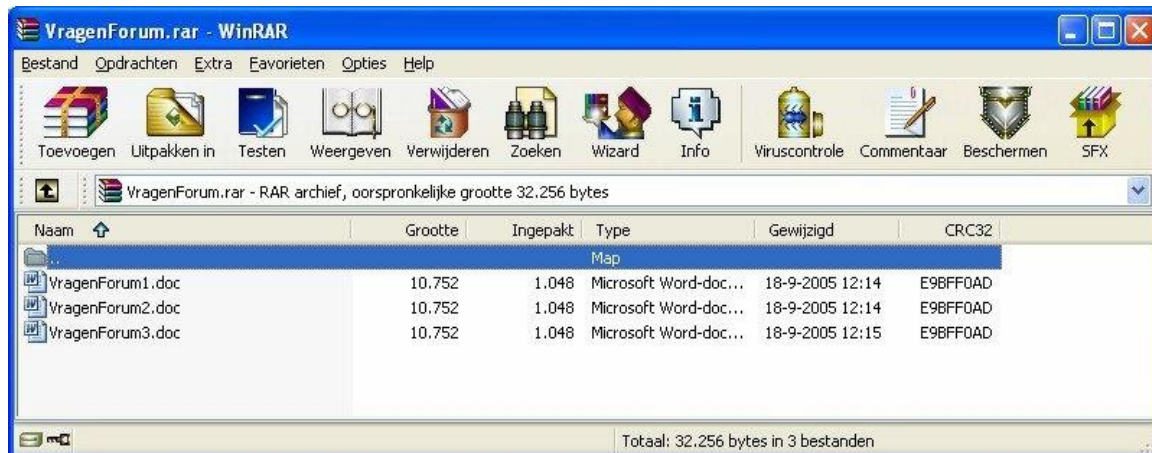 VragenForum.rar - WinRAR
Bestand Opdrachten Extra Favorieten Opties Help
Toevoegen Uitpakken in Testen Weergeven Verwijderen Zoeken Wizard Info Viruscontrole Commentaar Beschermen SFX
VragenForum.rar - RAR archief, oorspronkelijke grootte 32.256 bytes
Naam Grootte Ingepakt Type Gewijzigd CRC32
.. Map
VragenForum1.doc 10.752 1.048 Microsoft Word-doc... 18-9-2005 12:14 E9BFF0AD
VragenForum2.doc 10.752 1.048 Microsoft Word-doc... 18-9-2005 12:14 E9BFF0AD
VragenForum3.doc 10.752 1.048 Microsoft Word-doc... 18-9-2005 12:15 E9BFF0AD
Totaal: 32.256 bytes in 3 bestanden